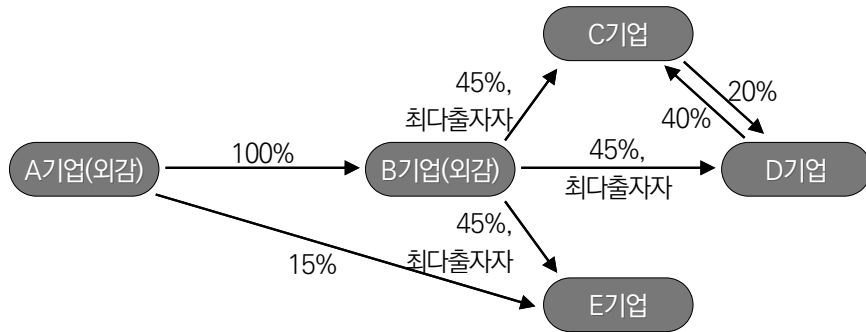 C기업
45%,
최다출자자
20%
40%
A기업(외감)
100%
B기업(외감)
45%,
최다출자자
D기업
15%
45%,
최다출자자
E기업